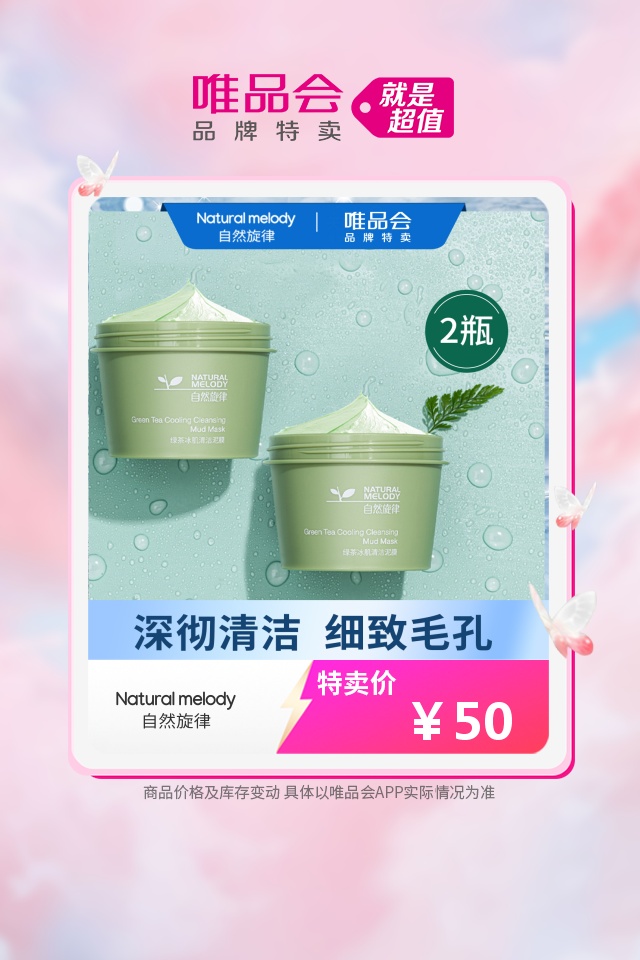 唯品会
品牌特卖
就是
超值
Natural melody
自然旋律
唯品会
品牌特卖
2瓶
NATURAL
MELODY
自然旋律
Green Tea Cooling Cleansing
Mud Mask
绿茶冰肌清洁泥膜
NATURAL
MELODY
自然旋律
Green Tea Cooling Cleansing
Mud Mask
绿茶冰肌清洁泥膜
深彻清洁 细致毛孔
Natural melody
自然旋律
特卖价
¥50
商品价格及库存变动 具体以唯品会APP实际情况为准